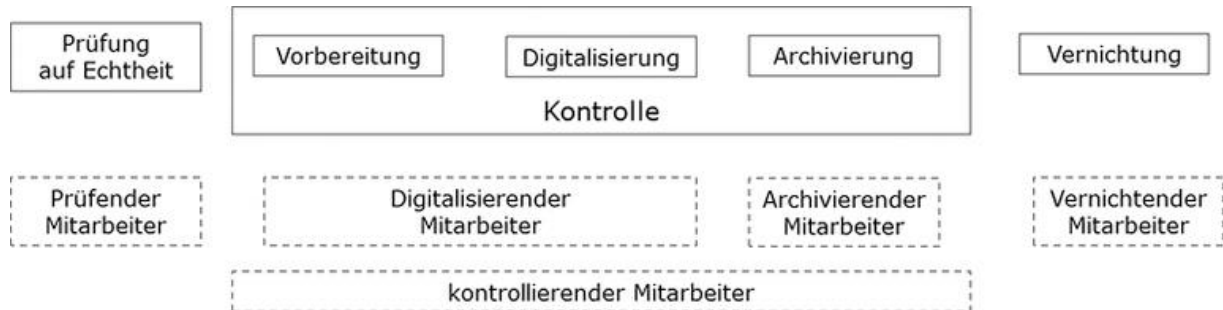 Prüfung
auf Echtheit
Vorbereitung
Digitalisierung
Archivierung
Vernichtung
Kontrolle
Prüfender
Mitarbeiter
Digitalisierender
Mitarbeiter
Archivierender
Mitarbeiter
Vernichtender
Mitarbeiter
kontrollierender Mitarbeiter